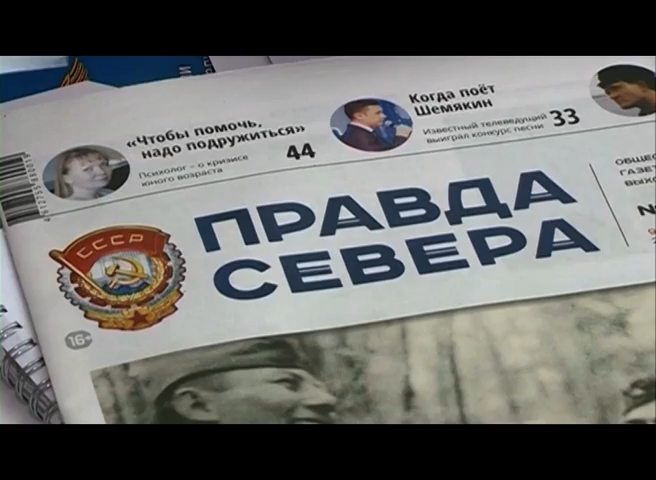 «Чтобы помочь,
надо подружиться»
Психолог – о кризисе
юного возраста
44
Когда поёт
Шемякин
Известный телеведущий
выиграл конкурс песни
33
СССР
ПРАВДА
СЕВЕРА
16+